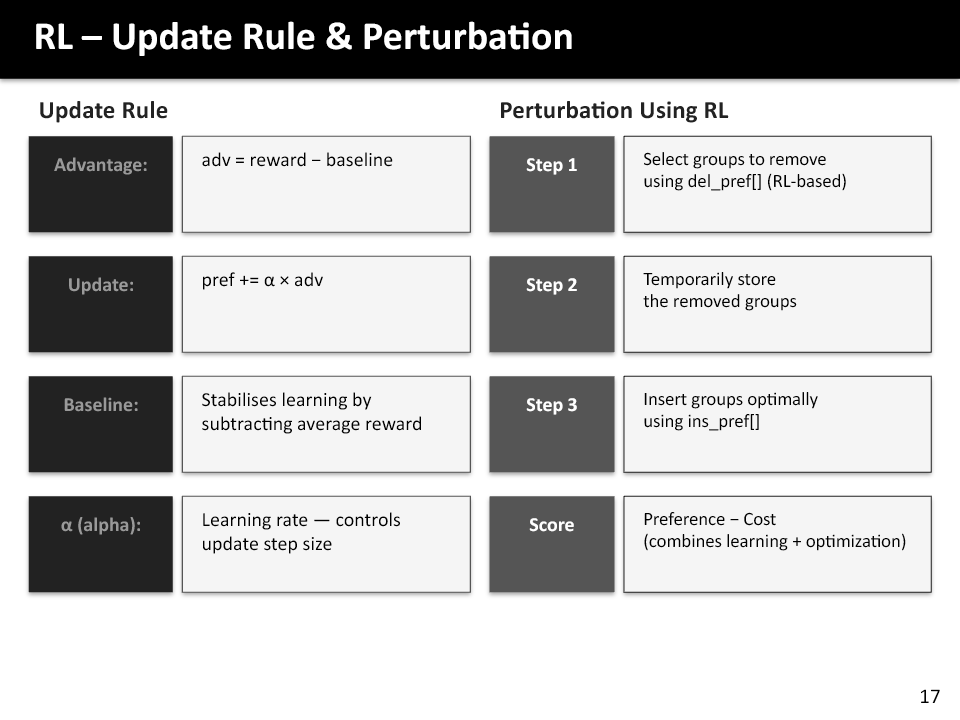 RL – Update Rule & Perturbation
Update Rule
Advantage:
adv = reward − baseline
Update:
pref += α × adv
Baseline:
Stabilises learning by
subtracting average reward
α (alpha):
Learning rate — controls
update step size
Perturbation Using RL
Step 1
Select groups to remove
using del_pref[] (RL-based)
Step 2
Temporarily store
the removed groups
Step 3
Insert groups optimally
using ins_pref[]
Score
Preference − Cost
(combines learning + optimization)
17